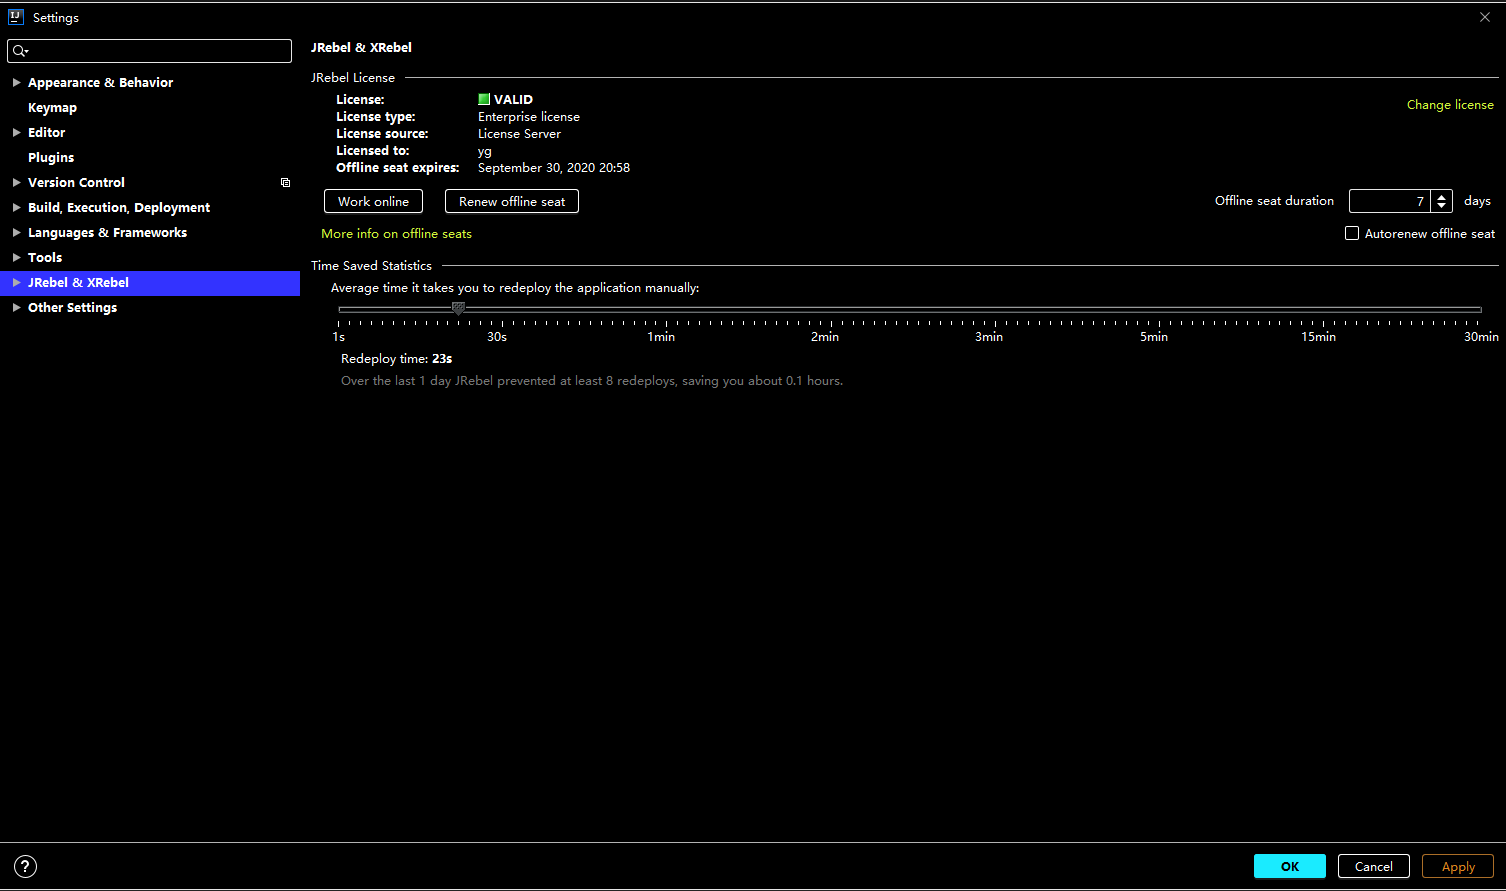 Settings
JRebel & XRebel
Appearance & Behavior
Keymap
Editor
Plugins
Version Control
Build, Execution, Deployment
Languages & Frameworks
Tools
JRebel & XRebel
Other Settings
JRebel License
License: VALID
Change license
License type: Enterprise license
License source: License Server
Licensed to: yg
Offline seat expires: September 30, 2020 20:58
Work online Renew offline seat Offline seat duration 7 days
More info on offline seats Autorenew offline seat
Time Saved Statistics
Average time it takes you to redeploy the application manually:
1s 30s 1min 2min 3min 5min 15min 30min
Redeploy time: 23s
Over the last 1 day JRebel prevented at least 8 redeploys, saving you about 0.1 hours.
? OK Cancel Apply